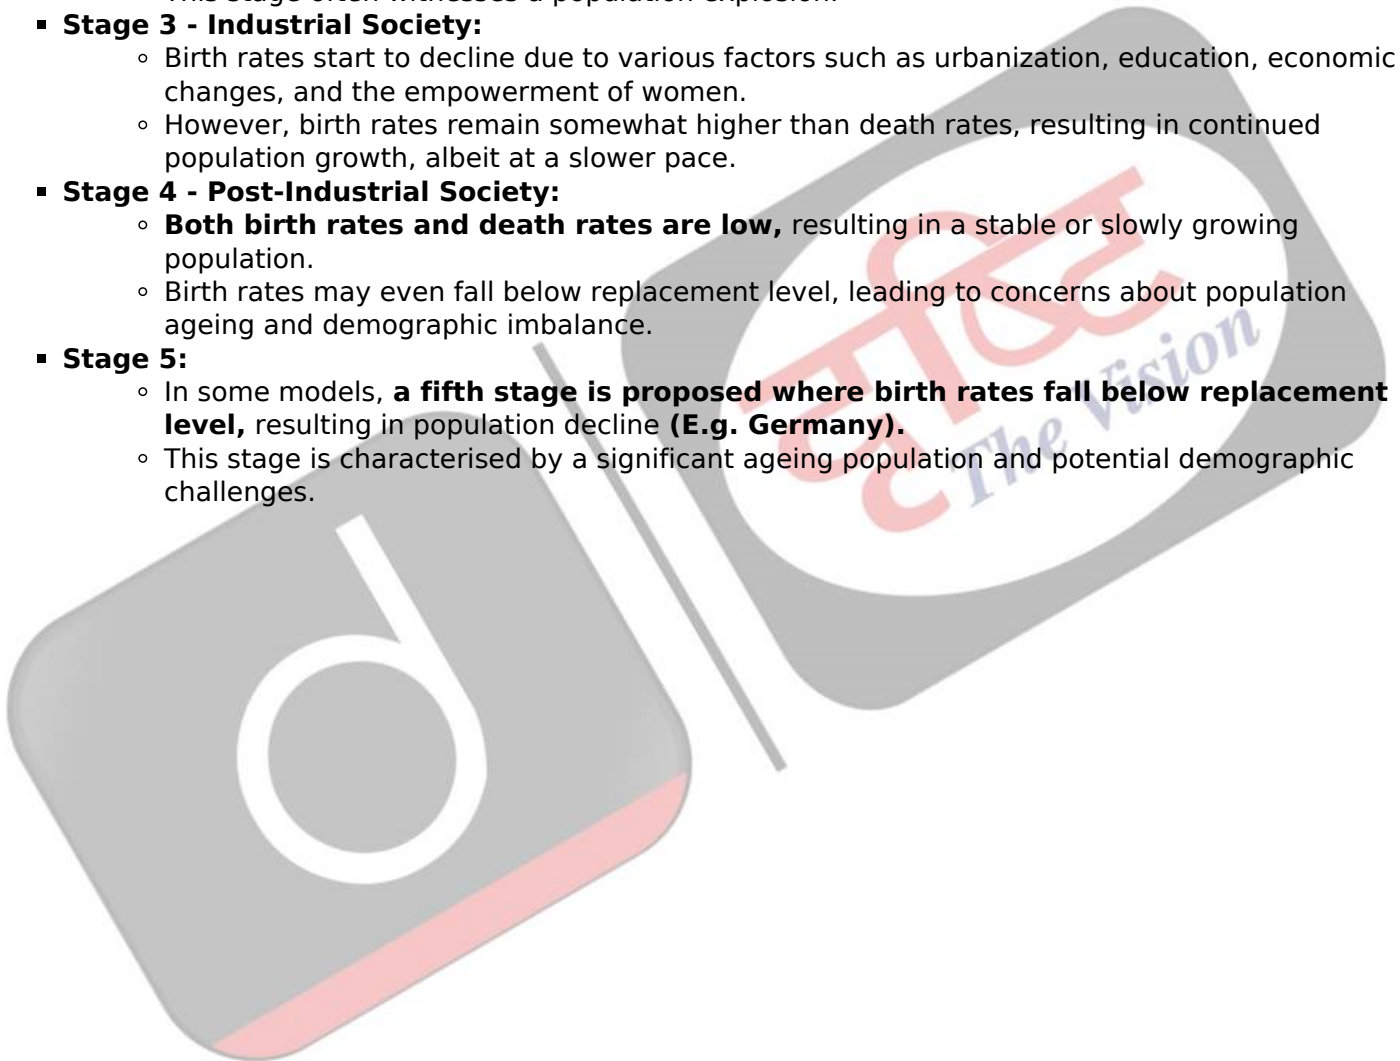 This stage often witnesses a population explosion.
▪ Stage 3 - Industrial Society:
◦ Birth rates start to decline due to various factors such as urbanization, education, economic
changes, and the empowerment of women.
◦ However, birth rates remain somewhat higher than death rates, resulting in continued
population growth, albeit at a slower pace.
▪ Stage 4 - Post-Industrial Society:
◦ Both birth rates and death rates are low, resulting in a stable or slowly growing
population.
◦ Birth rates may even fall below replacement level, leading to concerns about population
ageing and demographic imbalance.
▪ Stage 5:
◦ In some models, a fifth stage is proposed where birth rates fall below replacement
level, resulting in population decline (E.g. Germany).
◦ This stage is characterised by a significant ageing population and potential demographic
challenges.
दृष्टि
The Vision
d